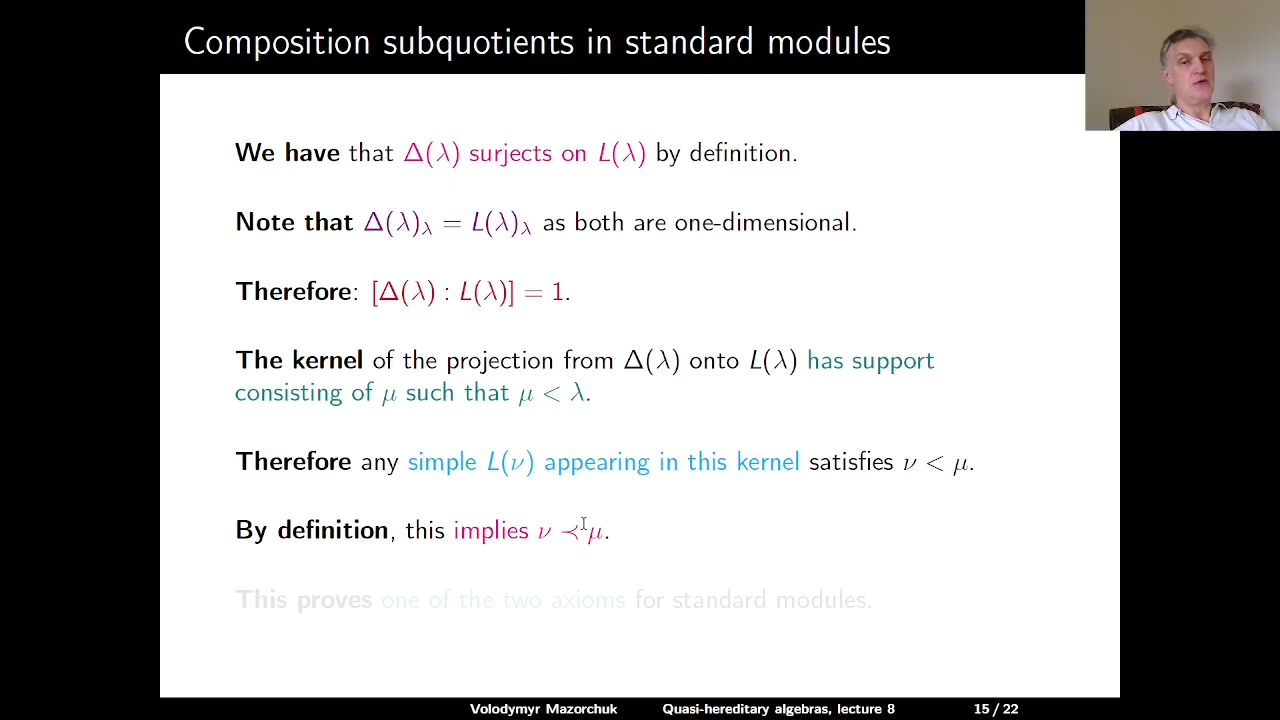 Composition subquotients in standard modules
We have that Δ(λ) surjects on L(λ) by definition.
Note that Δ(λ)λ = L(λ)λ as both are one-dimensional.
Therefore: [Δ(λ) : L(λ)] = 1.
The kernel of the projection from Δ(λ) onto L(λ) has support
consisting of μ such that μ < λ.
Therefore any simple L(ν) appearing in this kernel satisfies ν < μ.
By definition, this implies ν ≺ μ.
This proves one of the two axioms for standard modules.
Volodymyr Mazorchuk Quasi-hereditary algebras, lecture 8 15 / 22